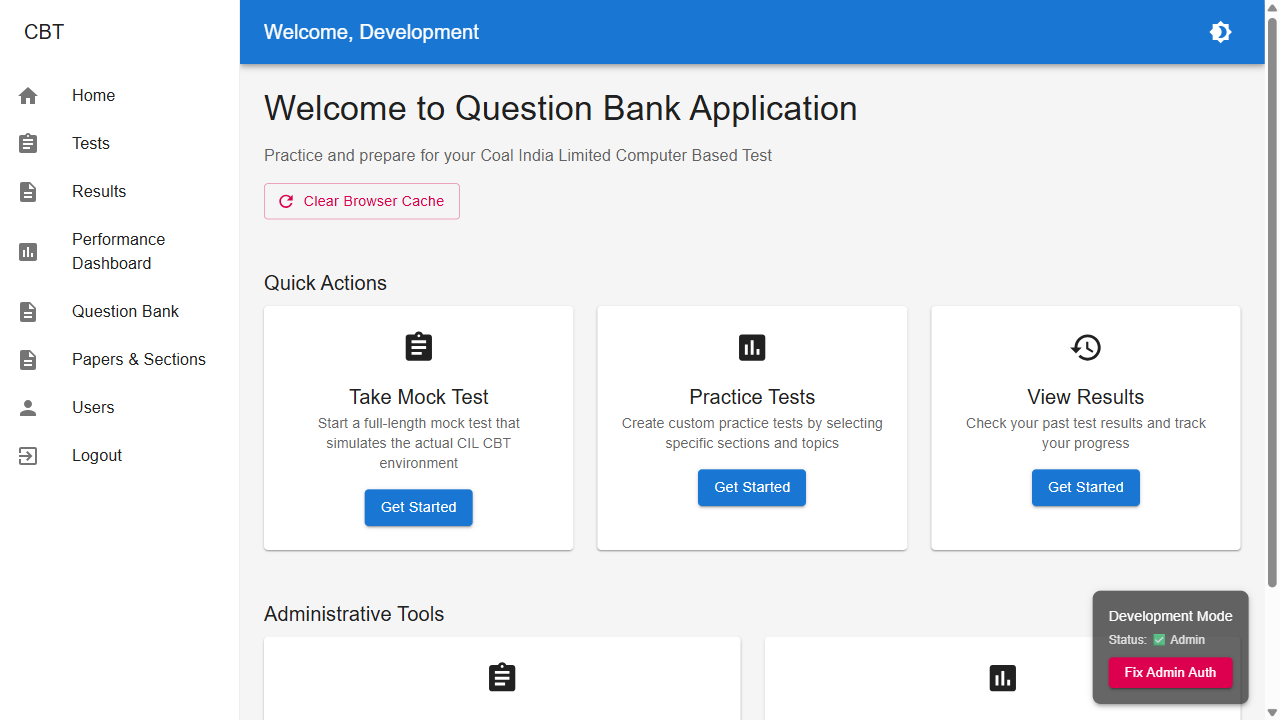 CBT
Home
Tests
Results
Performance
Dashboard
Question Bank
Papers & Sections
Users
Logout
Welcome, Development
Welcome to Question Bank Application
Practice and prepare for your Coal India Limited Computer Based Test
Clear Browser Cache
Quick Actions
Take Mock Test
Start a full-length mock test that
simulates the actual CIL CBT
environment
Get Started
Practice Tests
Create custom practice tests by selecting
specific sections and topics
Get Started
View Results
Check your past test results and track
your progress
Get Started
Administrative Tools
Development Mode
Status: ✅ Admin
Fix Admin Auth